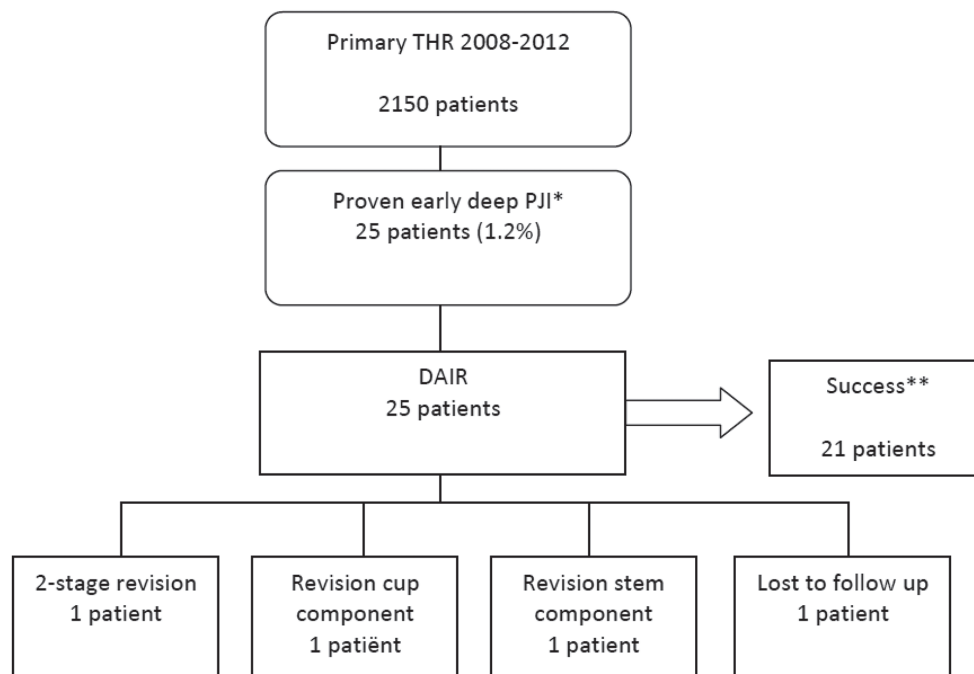 Primary THR 2008-2012
2150 patients
Proven early deep PJI*
25 patients (1.2%)
DAIR
25 patients
Success**
21 patients
2-stage revision
1 patient
Revision cup
component
1 patiënt
Revision stem
component
1 patient
Lost to follow up
1 patient